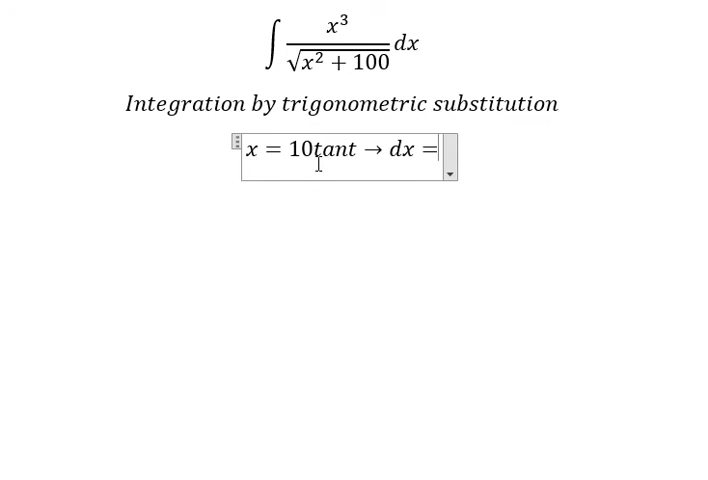 ∫ x³/√(x² + 100) dx
Integration by trigonometric substitution
x = 10tant → dx =